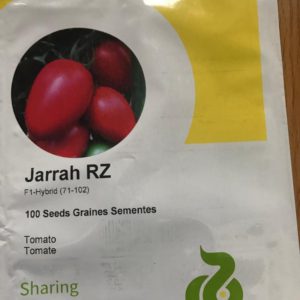 Jarrah RZ
F1-Hybrid (71-102)
100 Seeds Graines Sementes
Tomato
Tomate
Sharing